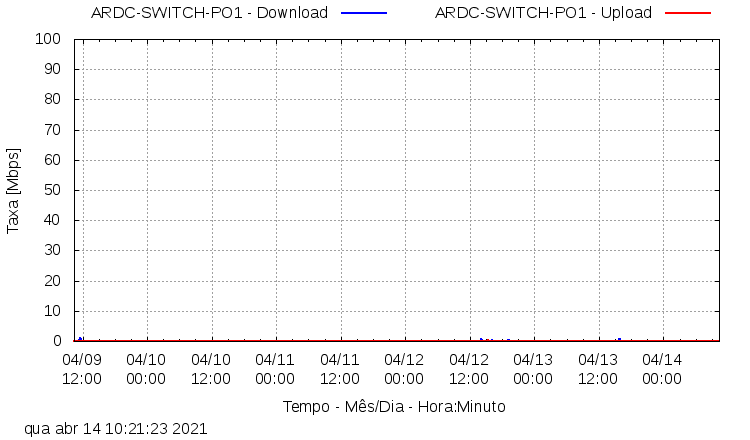 ARDC-SWITCH-PO1 - Download ARDC-SWITCH-PO1 - Upload
100
90
80
70
60
50
40
30
20
10
0
Taxa [Mbps]
04/09 04/10 04/10 04/11 04/11 04/12 04/12 04/13 04/13 04/14
12:00 00:00 12:00 00:00 12:00 00:00 12:00 00:00 12:00 00:00
Tempo - Mês/Dia - Hora:Minuto
qua abr 14 10:21:23 2021